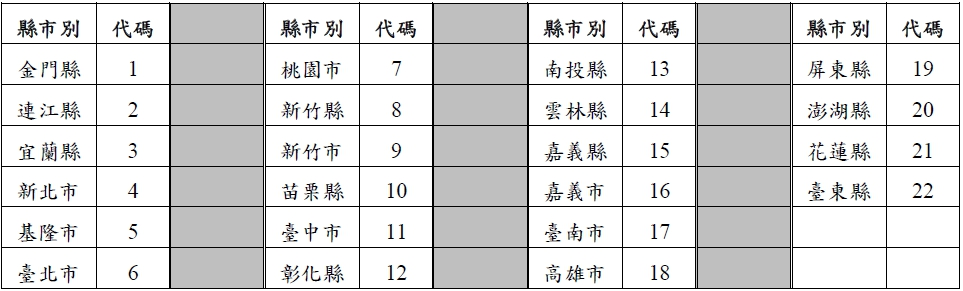 縣市別 代碼 縣市別 代碼 縣市別 代碼 縣市別 代碼
金門縣 1 桃園市 7 南投縣 13 屏東縣 19
連江縣 2 新竹縣 8 雲林縣 14 澎湖縣 20
宜蘭縣 3 新竹市 9 嘉義縣 15 花蓮縣 21
新北市 4 苗栗縣 10 嘉義市 16 臺東縣 22
基隆市 5 臺中市 11 臺南市 17
臺北市 6 彰化縣 12 高雄市 18